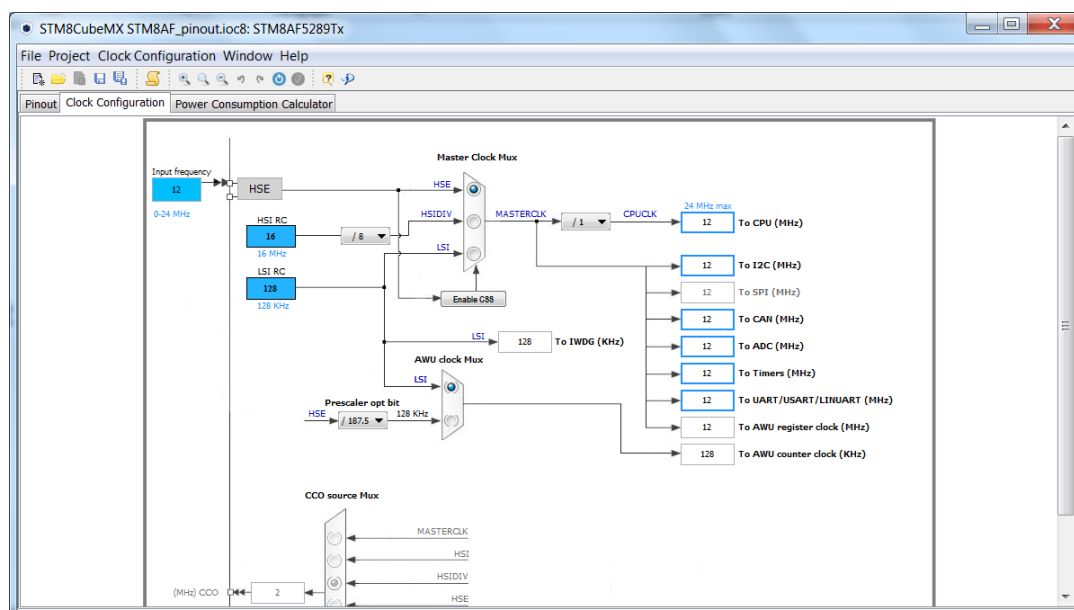 STM8CubeMX STM8AF_pinout.ioc8: STM8AF5289Tx
File Project Clock Configuration Window Help
Pinout Clock Configuration Power Consumption Calculator
Master Clock Mux
Input frequency
12
0-24 MHz
HSE
HSE
HSI RC
16
16 MHz
/ 8
HSIDIV
MASTERCLK
/ 1
CPUCLK
24 MHz max
12 To CPU (MHz)
LSI
LSI RC
128
128 KHz
Enable CSS
12 To I2C (MHz)
12 To SPI (MHz)
12 To CAN (MHz)
LSI 128 To IWDG (KHz)
12 To ADC (MHz)
AWU clock Mux
12 To Timers (MHz)
LSI
12 To UART/USART/LINUART (MHz)
Prescaler opt bit
HSE / 187.5 128 KHz
12 To AWU register clock (MHz)
128 To AWU counter clock (KHz)
CCO source Mux
MASTERCLK
HSI
HSIDIV
(MHz) CCO 2
HSE